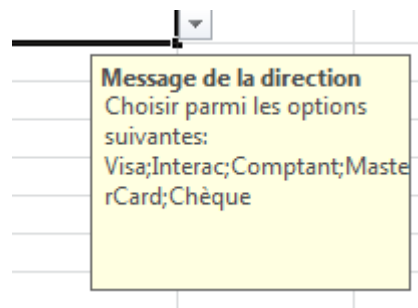 Message de la direction
Choisir parmi les options
suivantes:
Visa;Interac;Comptant;Maste
rCard;Chèque